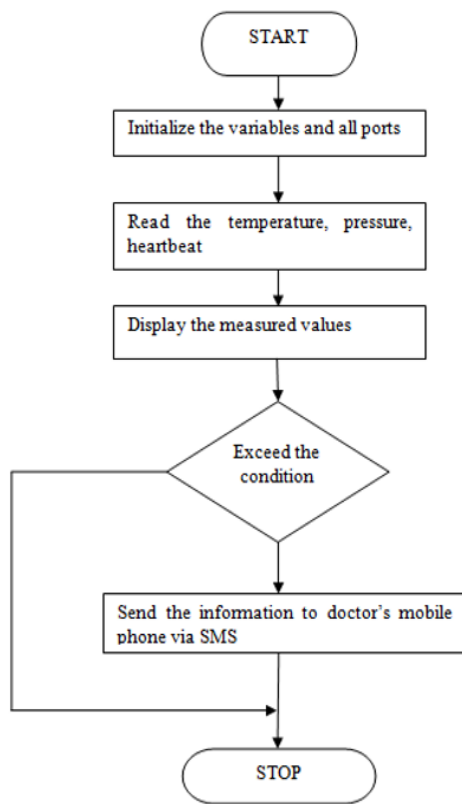 START
Initialize the variables and all ports
Read the temperature, pressure,
heartbeat
Display the measured values
Exceed the
condition
Send the information to doctor's mobile
phone via SMS
STOP